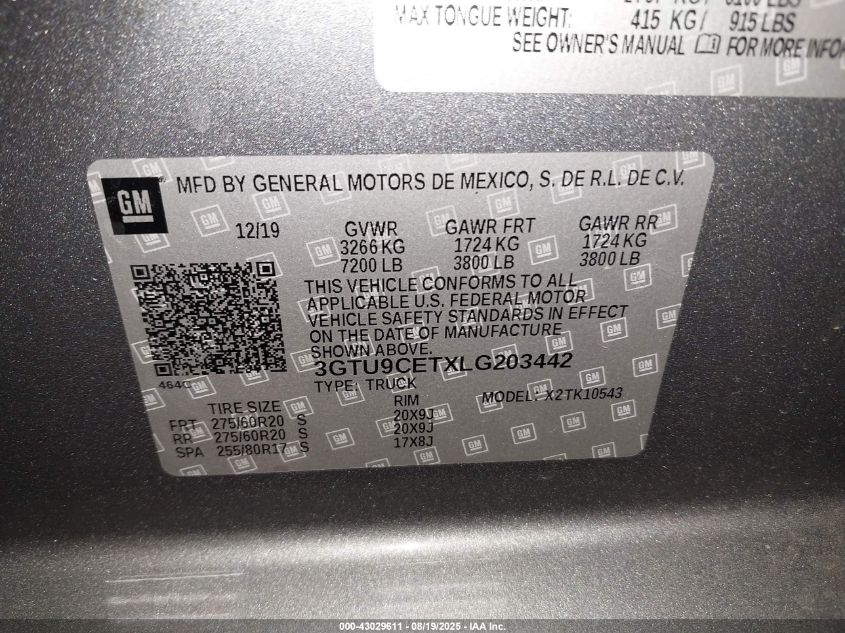 MAX TONGUE WEIGHT: 415 KG/ 915 LBS
SEE OWNER'S MANUAL FOR MORE INFO
GM
MFD BY GENERAL MOTORS DE MEXICO, S. DE R.L. DE C.V.
12/19 GVWR GAWR FRT GAWR RR
3266 KG 1724 KG 1724 KG
7200 LB 3800 LB 3800 LB
THIS VEHICLE CONFORMS TO ALL
APPLICABLE U.S. FEDERAL MOTOR
VEHICLE SAFETY STANDARDS IN EFFECT
ON THE DATE OF MANUFACTURE
SHOWN ABOVE.
3GTU9CETXLG203442
TYPE: TRUCK MODEL: X2TK10543
TIRE SIZE RIM
FRT 275/60R20 S 20X9J
RR 275/60R20 S 20X9J
SPA 255/80R17 S 17X8J
000-43029611 - 08/19/2025 - IAA Inc.